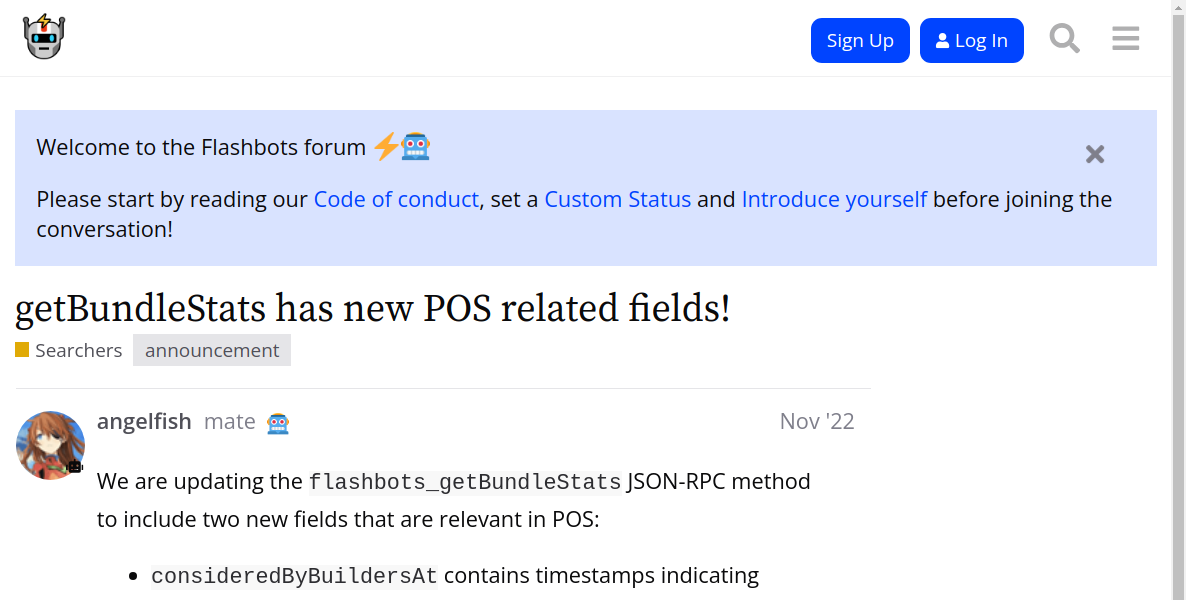 Sign Up
Log In
Welcome to the Flashbots forum
Please start by reading our Code of conduct, set a Custom Status and Introduce yourself before joining the
conversation!
getBundleStats has new POS related fields!
Searchers announcement
angelfish mate Nov '22
We are updating the flashbots_getBundleStats JSON-RPC method
to include two new fields that are relevant in POS:
consideredByBuildersAt contains timestamps indicating